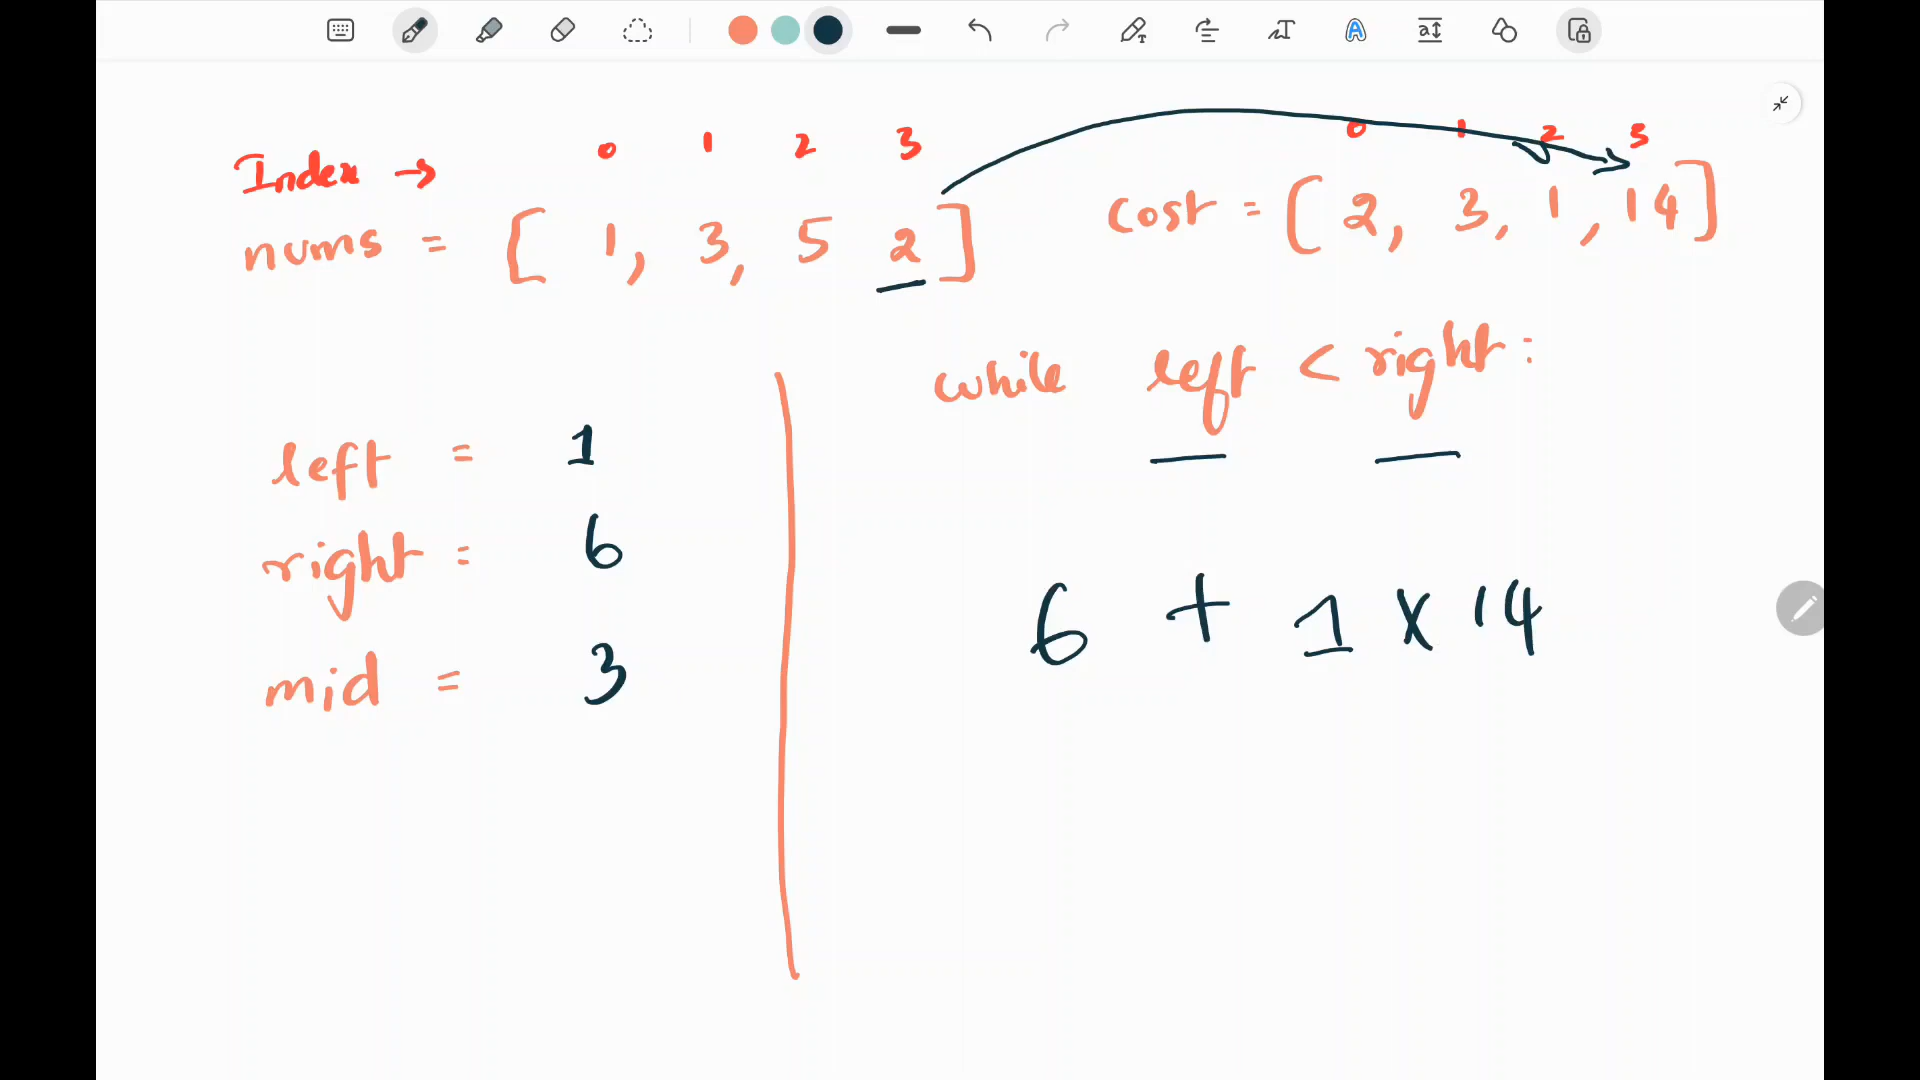 0 1 2 3
0 1 2 3
Index →
nums = [ 1, 3, 5 2 ]
cost = [ 2, 3, 1, 14 ]
while left < right :
left = 1
right = 6
mid = 3
6 + 1 x 14